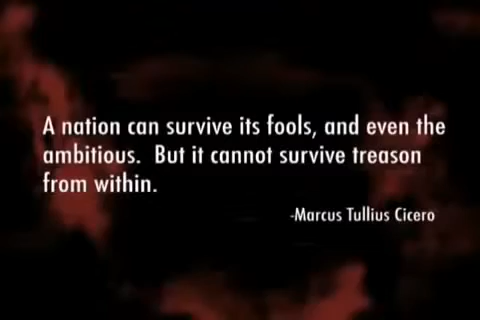 A nation can survive its fools, and even the
ambitious.  But it cannot survive treason
from within.
-Marcus Tullius Cicero